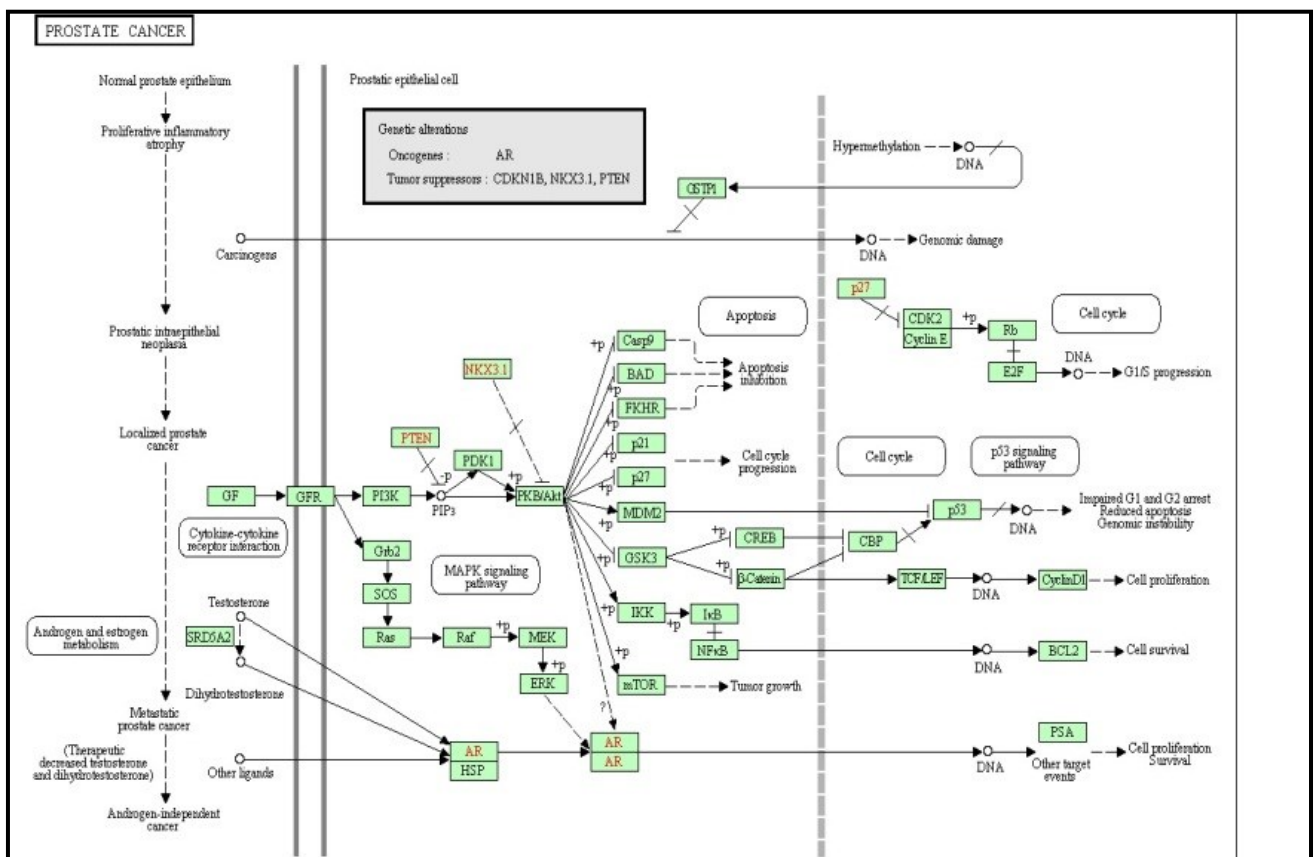 PROSTATE CANCER
Normal prostate epithelium
Proliferative inflammatory
atrophy
Prostatic intraepithelial
neoplasia
Localized prostate
cancer
Metastatic
prostate cancer
(Therapeutic
decreased testosterone
and dihydrotestosterone)
Androgen-independent
cancer
Prostatic epithelial cell
Genetic alterations
Oncogenes : AR
Tumor suppressors : CDKN1B, NKX3.1, PTEN
Hypermethylation
DNA
GSTP1
Carcinogens
DNA
Genomic damage
p27
CDK2
Cyclin E
+p
Rb
E2F
Cell cycle
DNA
G1/S progression
Apoptosis
Casp9
BAD
FKHR
p21
p27
MDM2
GSK3
IKK
mTOR
+p
+p
+p
+p
+p
+p
+p
+p
+p
Apoptosis
inhibition
Cell cycle
progression
Cell cycle
p53 signaling
pathway
NKX3.1
PTEN
PDK1
-p
+p
GF
GFR
PI3K
PIP3
PKB/Akt
p53
DNA
Impaired G1 and G2 arrest
Reduced apoptosis
Genomic instability
Cytokine-cytokine
receptor interaction
Grb2
SOS
Ras
Raf
+p
MEK
+p
ERK
MAPK signaling
pathway
+p
CREB
CBP
+p
β-Catenin
TCF/LEF
DNA
CyclinD1
Cell proliferation
+p
IκB
NFκB
DNA
BCL2
Cell survival
Tumor growth
Androgen and estrogen
metabolism
Testosterone
SRD5A2
Dihydrotestosterone
Other ligands
AR
HSP
?
AR
AR
DNA
PSA
Other target
events
Cell proliferation
Survival